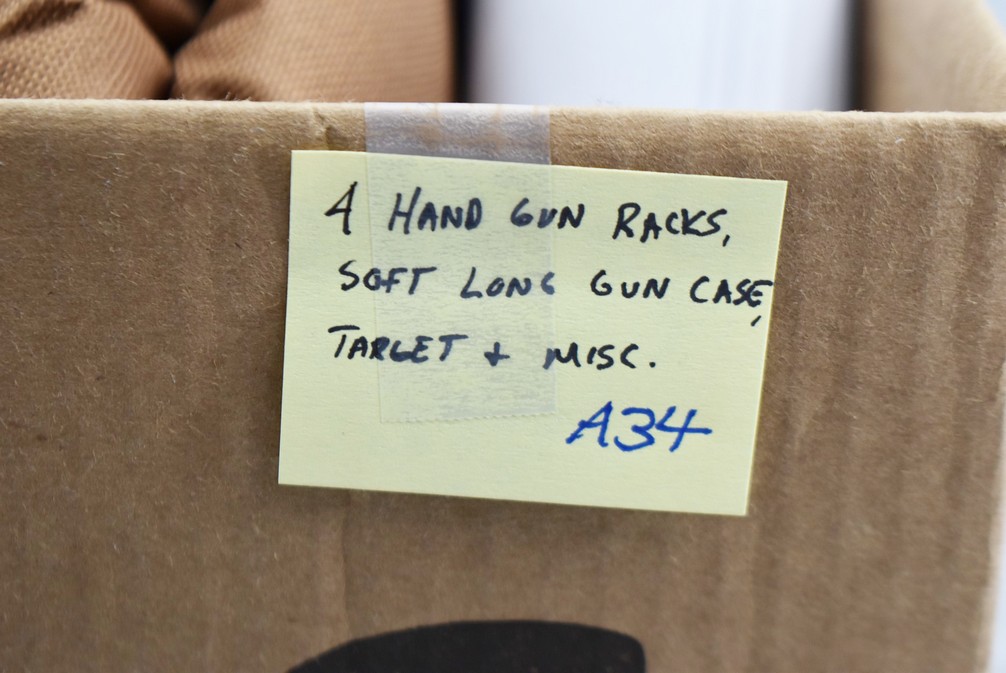 4 HAND GUN RACKS,
SOFT LONG GUN CASE,
TARGET + MISC.
A34